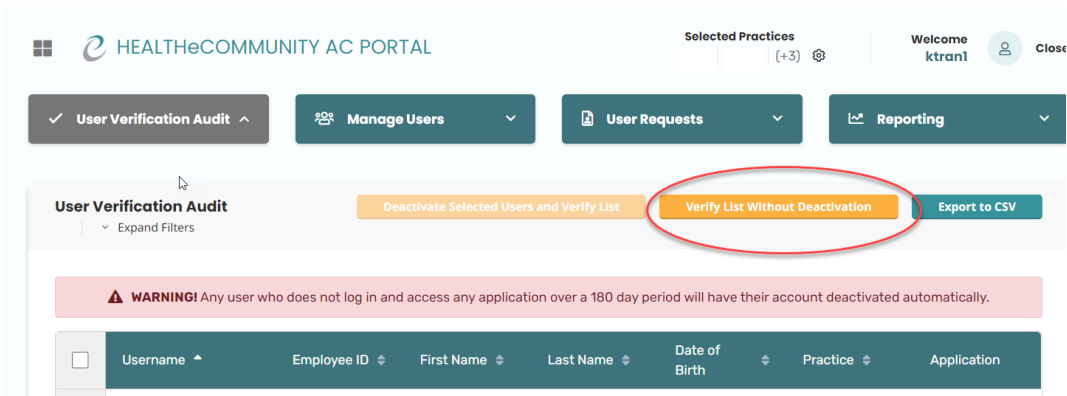 HEALTHeCOMMUNITY AC PORTAL
Selected Practices
(+3)
Welcome
ktran1
Close
User Verification Audit
Manage Users
User Requests
Reporting
User Verification Audit
Expand Filters
Deactivate Selected Users and Verify List
Verify List Without Deactivation
Export to CSV
WARNING! Any user who does not log in and access any application over a 180 day period will have their account deactivated automatically.
Username
Employee ID
First Name
Last Name
Date of
Birth
Practice
Application